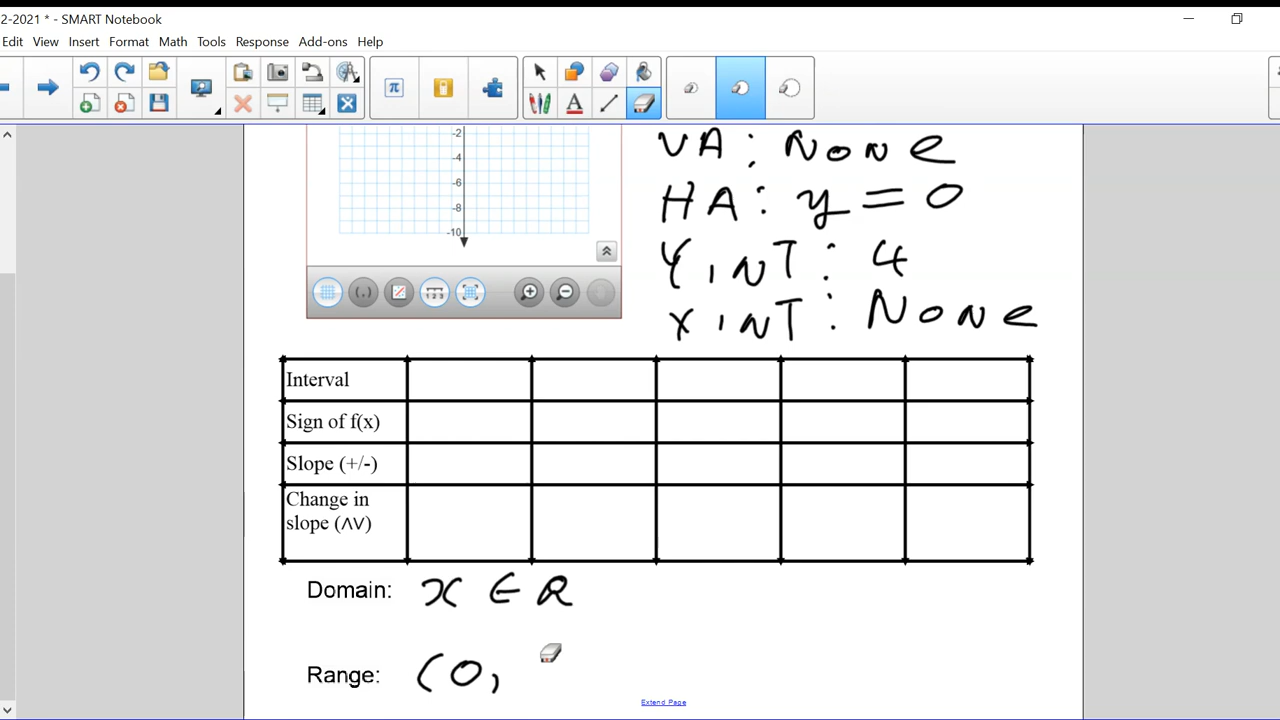 2-2021 * - SMART Notebook
Edit View Insert Format Math Tools Response Add-ons Help
-2
-4
-6
-8
-10
VA: None
HA: y = 0
Y INT: 4
X INT: None
Interval
Sign of f(x)
Slope (+/-)
Change in
slope (ΛV)
Domain: x ∈ R
Range: (0,
Extend Page